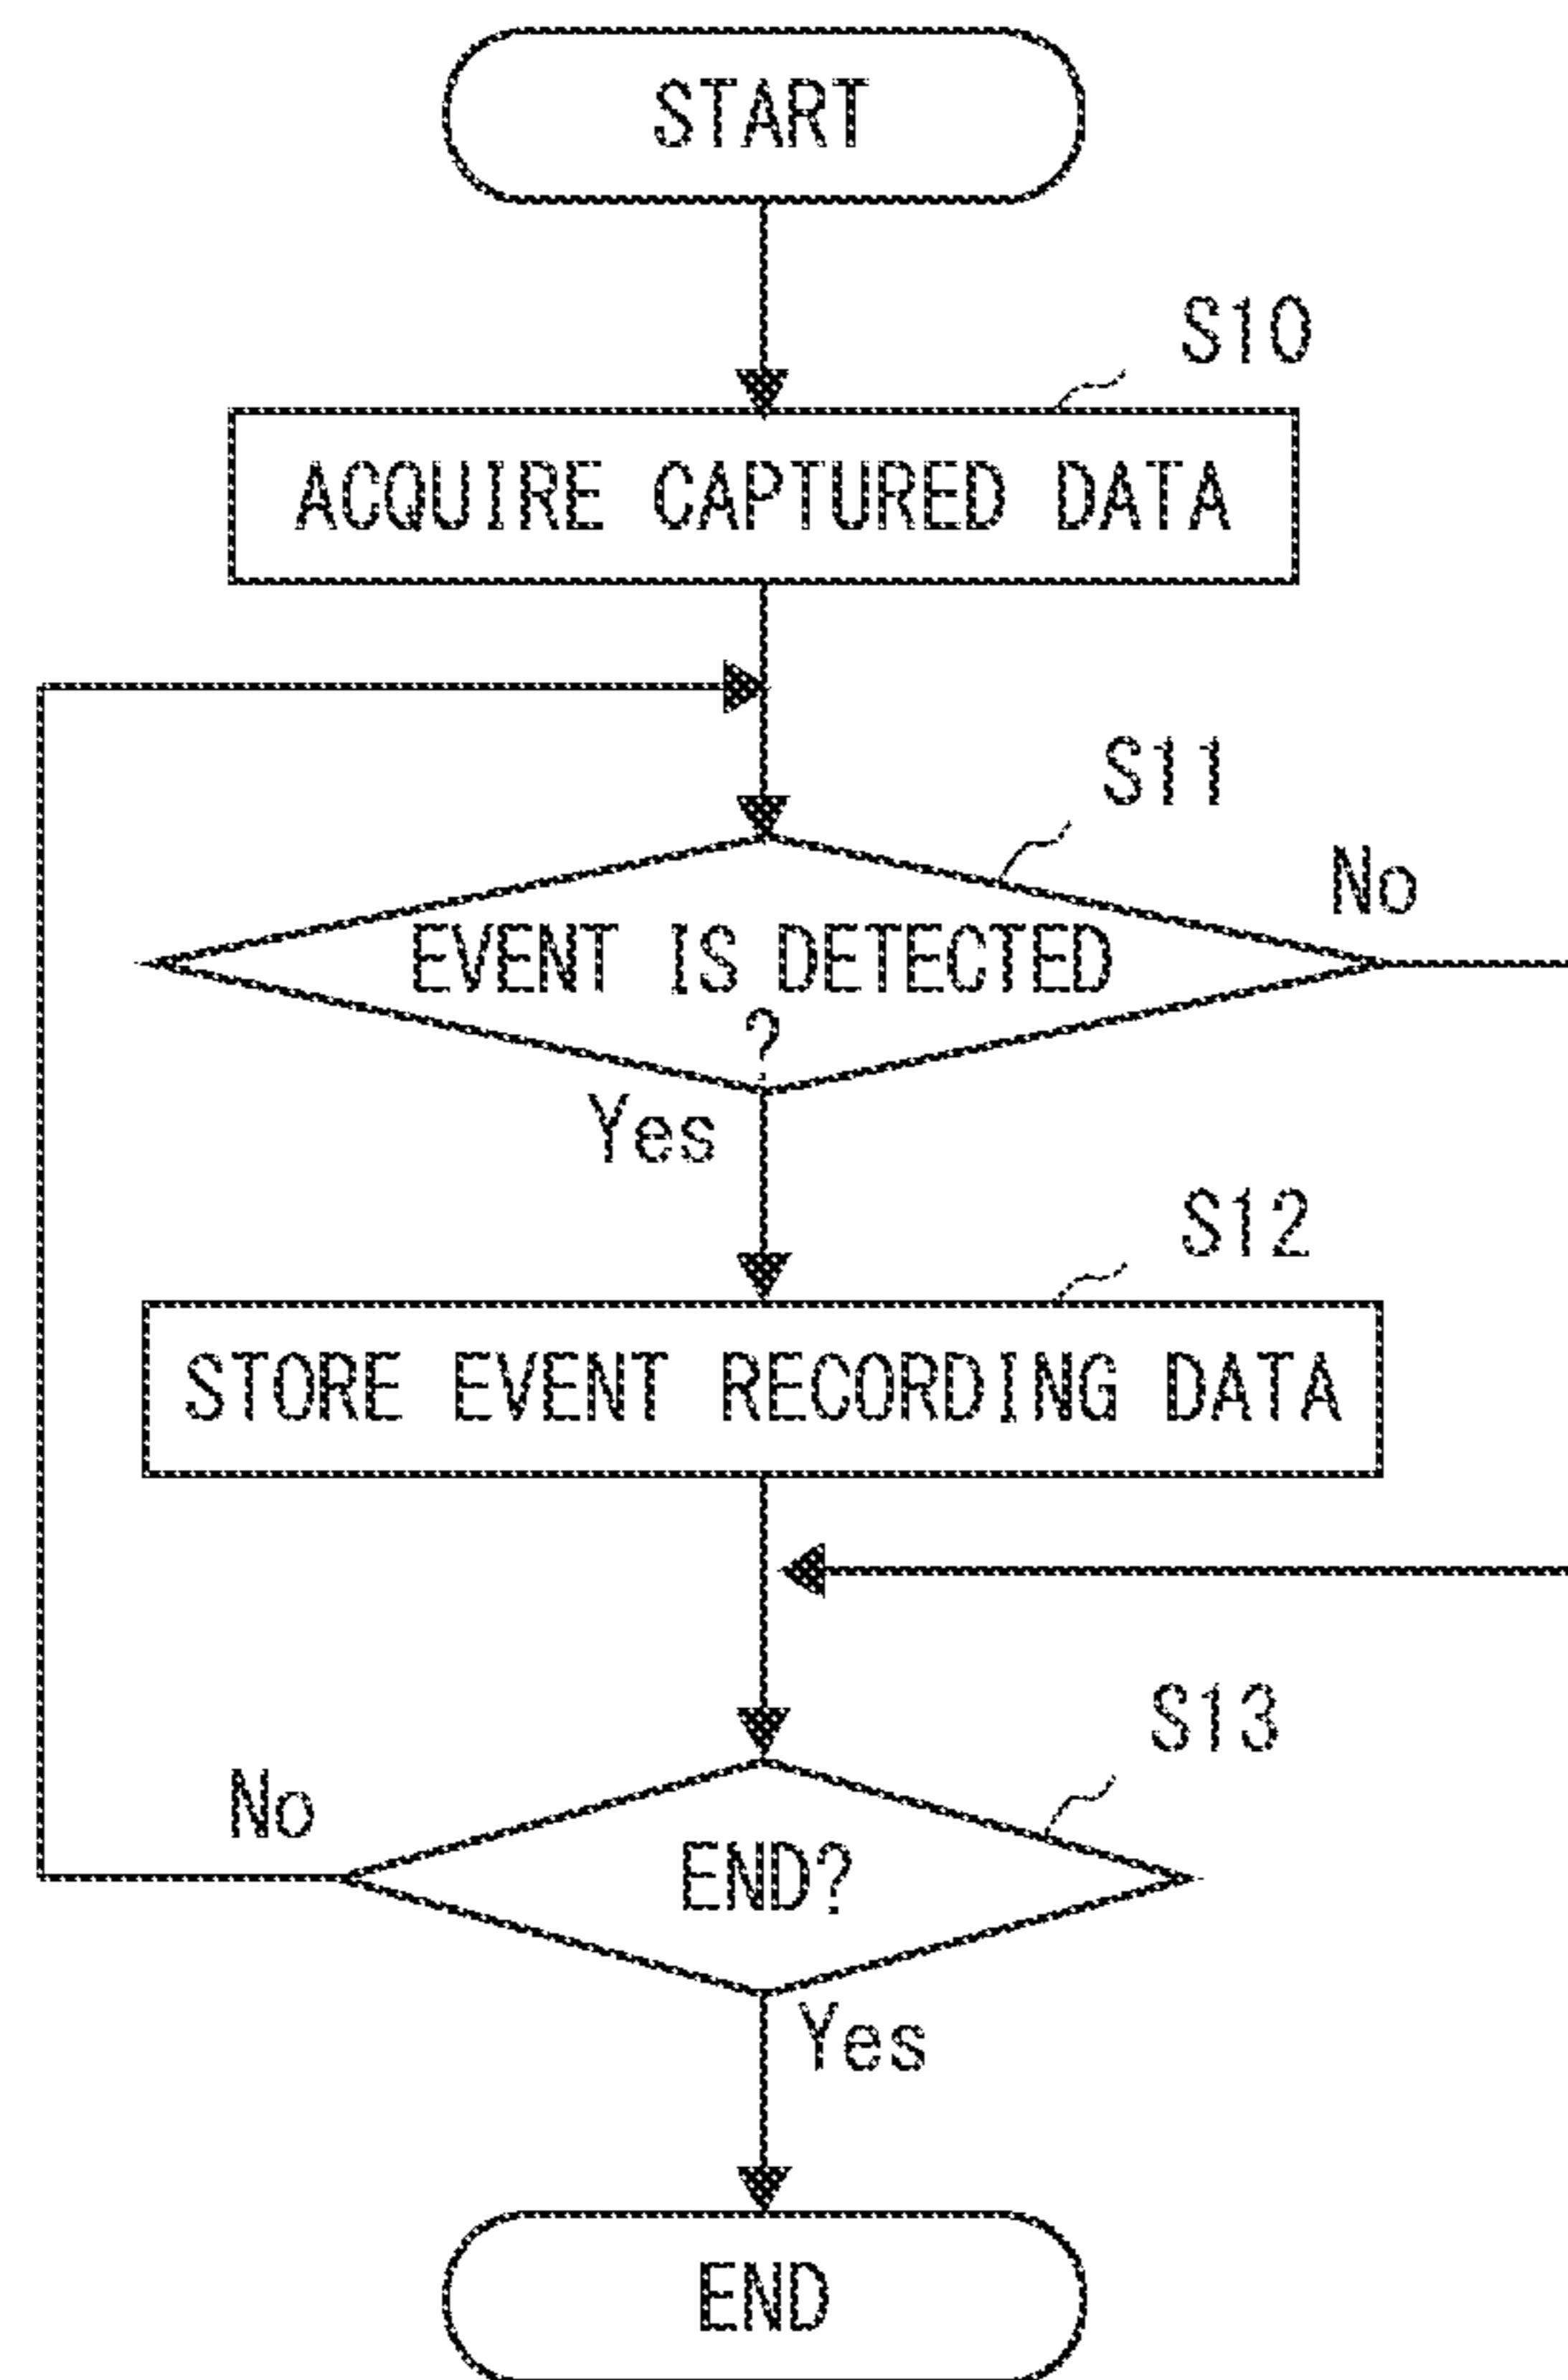 START
S10
ACQUIRE CAPTURED DATA
S11
No
EVENT IS DETECTED
?
Yes
S12
STORE EVENT RECORDING DATA
S13
No
END?
Yes
END